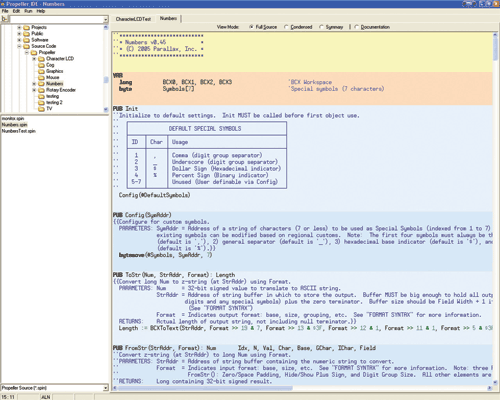 Propeller IDE - Numbers
File Edit Run Help
Projects
Public
Software
Source Code
Propeller
Character LCD
Cog
Graphics
Mouse
Numbers
Rotary Encoder
testing
testing 2
TV
monitor.spin
Numbers.spin
NumbersTest.spin
Propeller Source (*.spin)
15 : 11 ALN
CharacterLCDTest Numbers
View Mode: Full Source Condensed Summary Documentation
''****************************
''* Numbers v0.46 *
''* (C) 2005 Parallax, Inc. *
''****************************
VAR
long BCX0, BCX1, BCX2, BCX3 'BCX Workspace
byte Symbols[7] 'Special symbols (7 characters)
PUB Init
''Initialize to default settings. Init MUST be called before first object use.
'' DEFAULT SPECIAL SYMBOLS
'' ID Char Usage
'' 1 , Comma (digit group separator)
'' 2 _ Underscore (digit group separator)
'' 3 $ Dollar Sign (Hexadecimal indicator)
'' 4 % Percent Sign (Binary indicator)
'' 5-7 Unused (User definable via Config)
Config(@DefaultSymbols)
PUB Config(SymAddr)
{{Configure for custom symbols.
PARAMETERS: SymAddr = Address of a string of characters (7 or less) to be used as Special Symbols (indexed from 1 to 7)
existing symbols can be modified based on regional customs. Note: The first four symbols must always be th
(default is ','), 2) general separator (default is '_'), 3) hexadecimal base indicator (default is '$'), an
(default is '%').}}
bytemove(@Symbols, SymAddr, 7)
PUB ToStr(Num, StrAddr, Format): Length
{{Convert long Num to z-string (at StrAddr) using Format.
PARAMETERS: Num = 32-bit signed value to translate to ASCII string.
StrAddr = Address of string buffer in which to store the output. Buffer MUST be big enough to hold all out
digits and any special symbols) plus the zero terminator. Buffer size should be Field Width + 1 i
(See "FORMAT SYNTAX")
Format = Indicates output format: base, size, grouping, etc. See "FORMAT SYNTAX" for more information.
RETURNS: Actual length of output string, not including null terminator.}}
Length := BCXToText(StrAddr, Format >> 19 & 7, Format >> 13 & $3F, Format >> 12 & 1, Format >> 11 & 1, Format >> 5 & $3
PUB FromStr(StrAddr, Format): Num | Idx, N, Val, Char, Base, GChar, IChar, Field
''Convert z-string (at StrAddr) to long Num using Format.
''PARAMETERS: StrAddr = Address of string buffer containing the numeric string to convert.
'' Format = Indicates input format: base, size, etc. See "FORMAT SYNTAX" for more information. Note: three F
'' FromStr(): Zero/Space Padding, Hide/Show Plus Sign, and Digit Group Size. All other elements are
''RETURNS: Long containing 32-bit signed result.